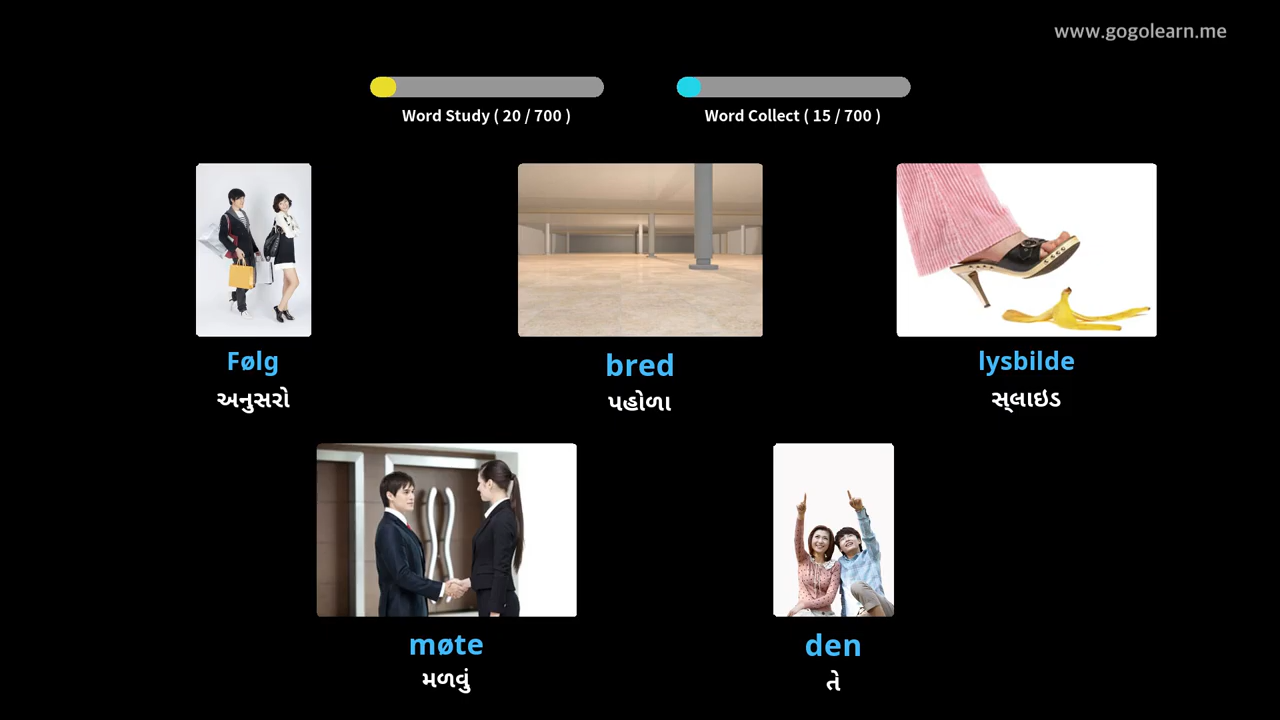 www.gogolearn.me
Word Study ( 20 / 700 )
Word Collect ( 15 / 700 )
Følg
અનુસરો
bred
પહોળા
lysbilde
સ્લાઇડ
møte
મળવું
den
તે